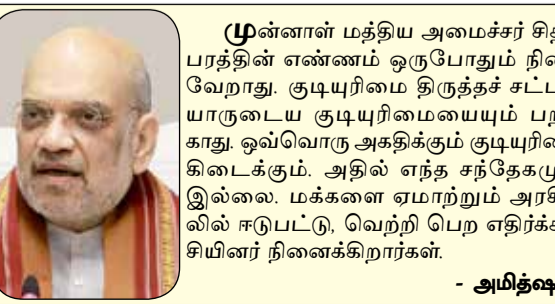 முன்னாள் மத்திய அமைச்சர் சித
பரத்தின் எண்ணம் ஒருபோதும் நிறை
வேறாது. குடியுரிமை திருத்தச் சட்ட
யாருடைய குடியுரிமையையும் பறி
காது. ஒவ்வொரு அகதிக்கும் குடியுரிமை
கிடைக்கும். அதில் எந்த சந்தேகமு
இல்லை. மக்களை ஏமாற்றும் அரசி
லில் ஈடுபட்டு, வெற்றி பெற எதிர்க்க
சியினர் நினைக்கிறார்கள்.
- அமித்ஷ